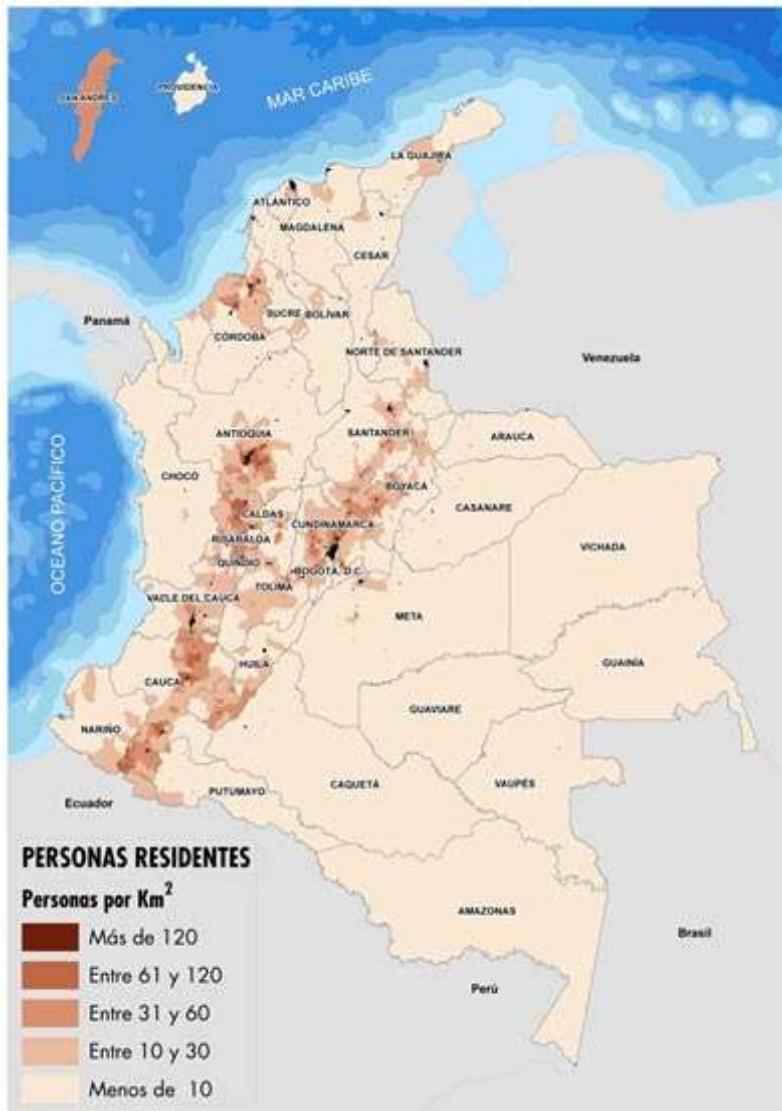 SAN ANDRÉS
PROVIDENCIA
MAR CARIBE
LA GUAJIRA
ATLÁNTICO
MAGDALENA
CESAR
SUCRE
BOLÍVAR
Panamá
CÓRDOBA
NORTE DE SANTANDER
Venezuela
ANTIOQUIA
SANTANDER
ARAUCA
CHOCÓ
BOYACA
CASANARE
CALDAS
CUNDINAMARCA
OCEANO PACÍFICO
RISARALDA
VICHADA
QUINDIO
BOGOTÁ, D.C.
TOLIMA
VALLE DEL CAUCA
META
GUAINÍA
HUILA
CAUCA
GUAVIARE
NARIÑO
VAUPÉS
CAQUETÁ
PUTUMAYO
Ecuador
AMAZONAS
Brasil
Perú
PERSONAS RESIDENTES
Personas por Km²
Más de 120
Entre 61 y 120
Entre 31 y 60
Entre 10 y 30
Menos de 10